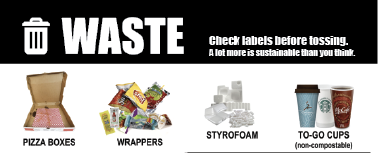 WASTE
Check labels before tossing.
A lot more is sustainable than you think.
PIZZA BOXES
WRAPPERS
STYROFOAM
TO-GO CUPS
(non-compostable)